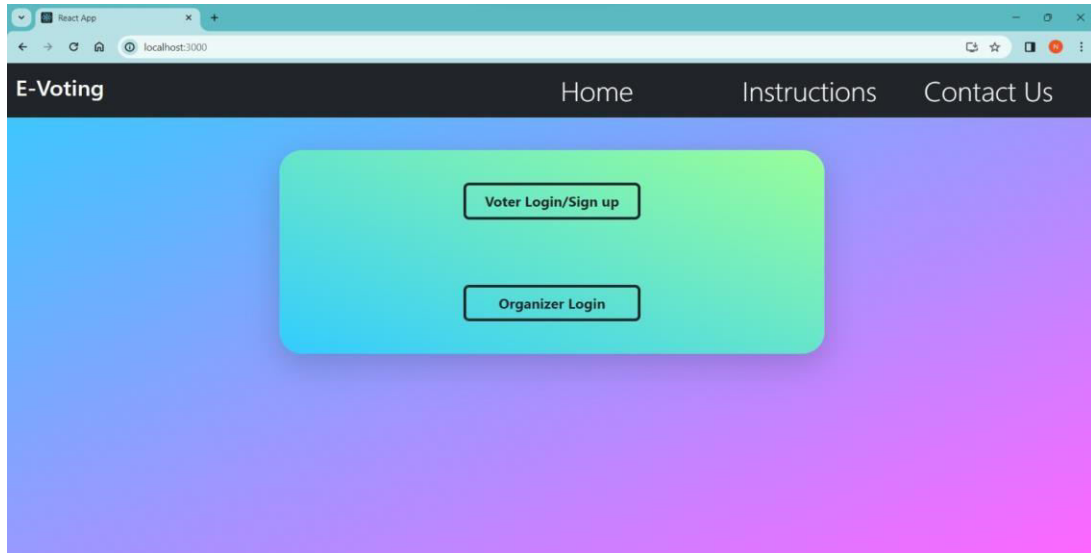 React App
localhost:3000
N
E-Voting Home Instructions Contact Us
Voter Login/Sign up
Organizer Login